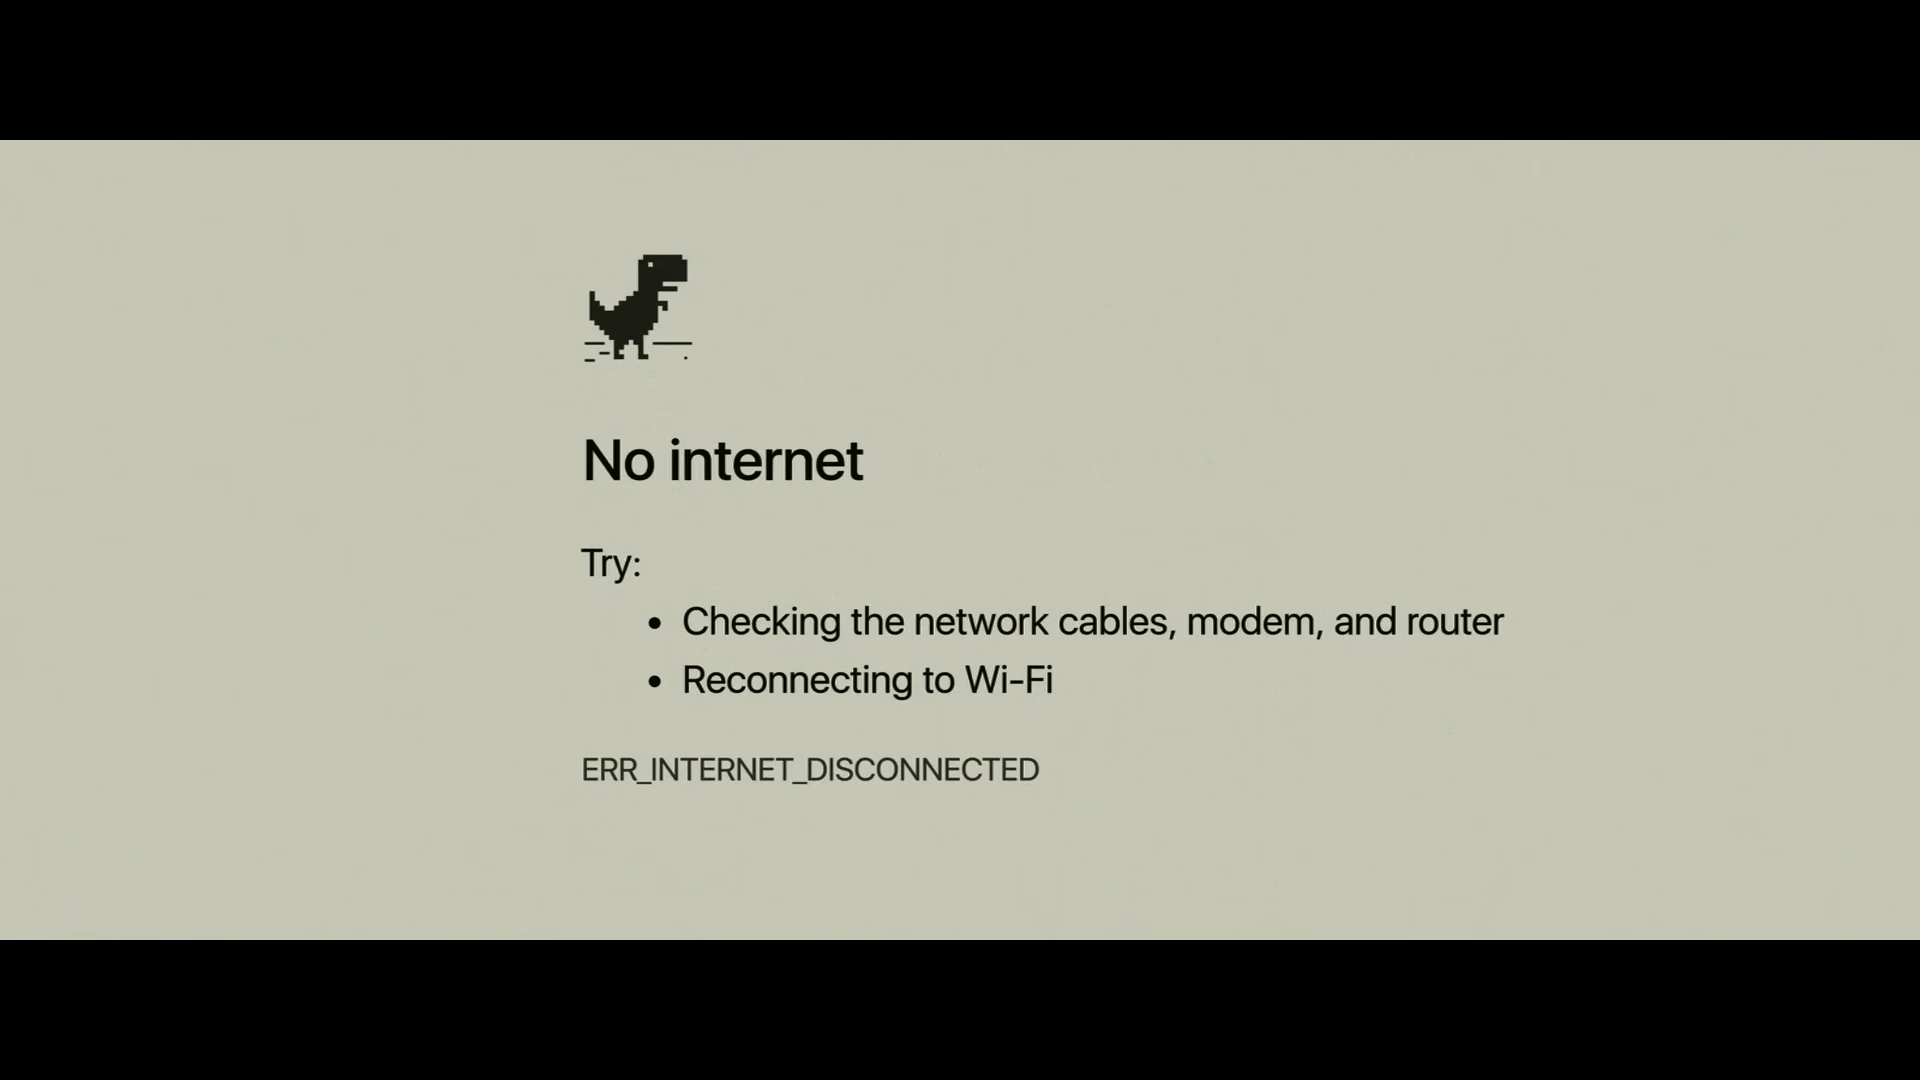 No internet
Try:
• Checking the network cables, modem, and router
• Reconnecting to Wi-Fi
ERR_INTERNET_DISCONNECTED